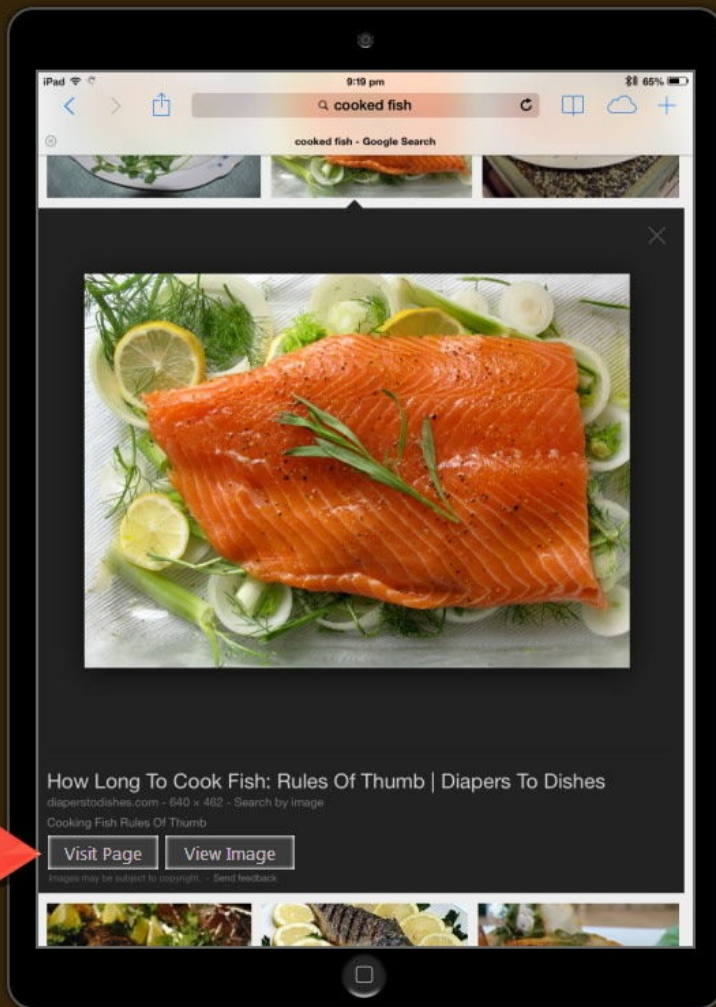 iPad 9:19 pm 65%
cooked fish
cooked fish - Google Search
How Long To Cook Fish: Rules Of Thumb | Diapers To Dishes
diaperstodishes.com - 640 × 462 - Search by image
Cooking Fish Rules Of Thumb
Visit Page View Image
Images may be subject to copyright. - Send feedback